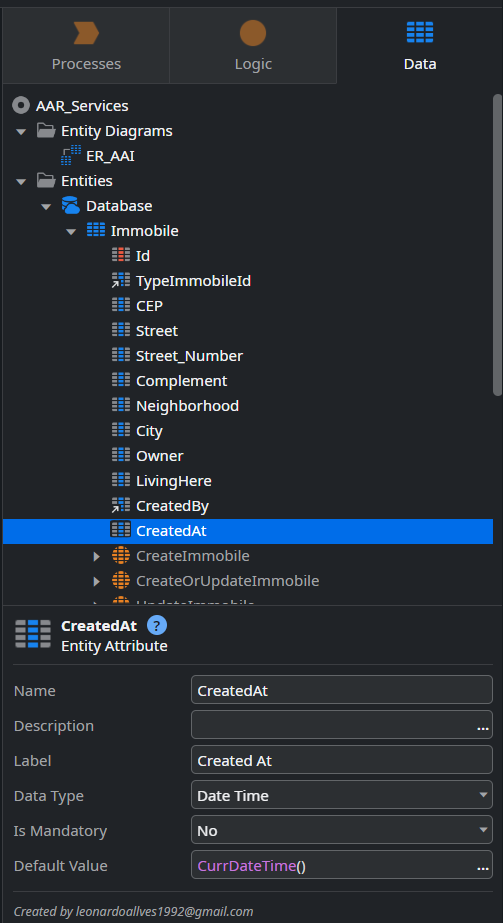 Processes Logic Data
AAR_Services
Entity Diagrams
ER_AAI
Entities
Database
Immobile
Id
TypeImmobileId
CEP
Street
Street_Number
Complement
Neighborhood
City
Owner
LivingHere
CreatedBy
CreatedAt
CreateImmobile
CreateOrUpdateImmobile
UpdateImmobile
CreatedAt ?
Entity Attribute
Name CreatedAt
Description ...
Label Created At
Data Type Date Time
Is Mandatory No
Default Value CurrDateTime() ...
Created by leonardoallves1992@gmail.com